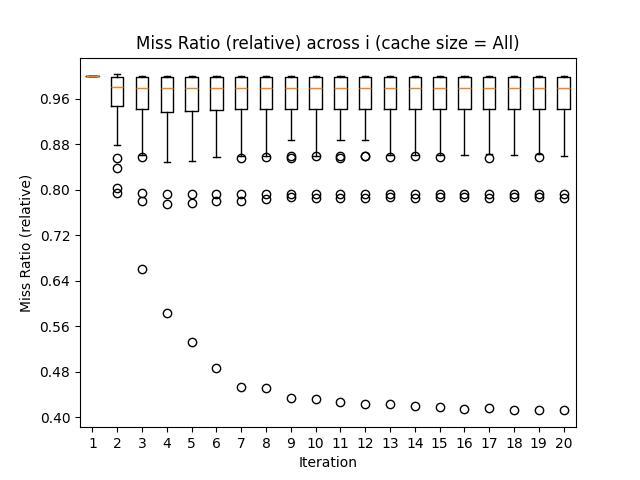 Miss Ratio (relative) across i (cache size = All)
Miss Ratio (relative)
0.96
0.88
0.80
0.72
0.64
0.56
0.48
0.40
1 2 3 4 5 6 7 8 9 10 11 12 13 14 15 16 17 18 19 20
Iteration